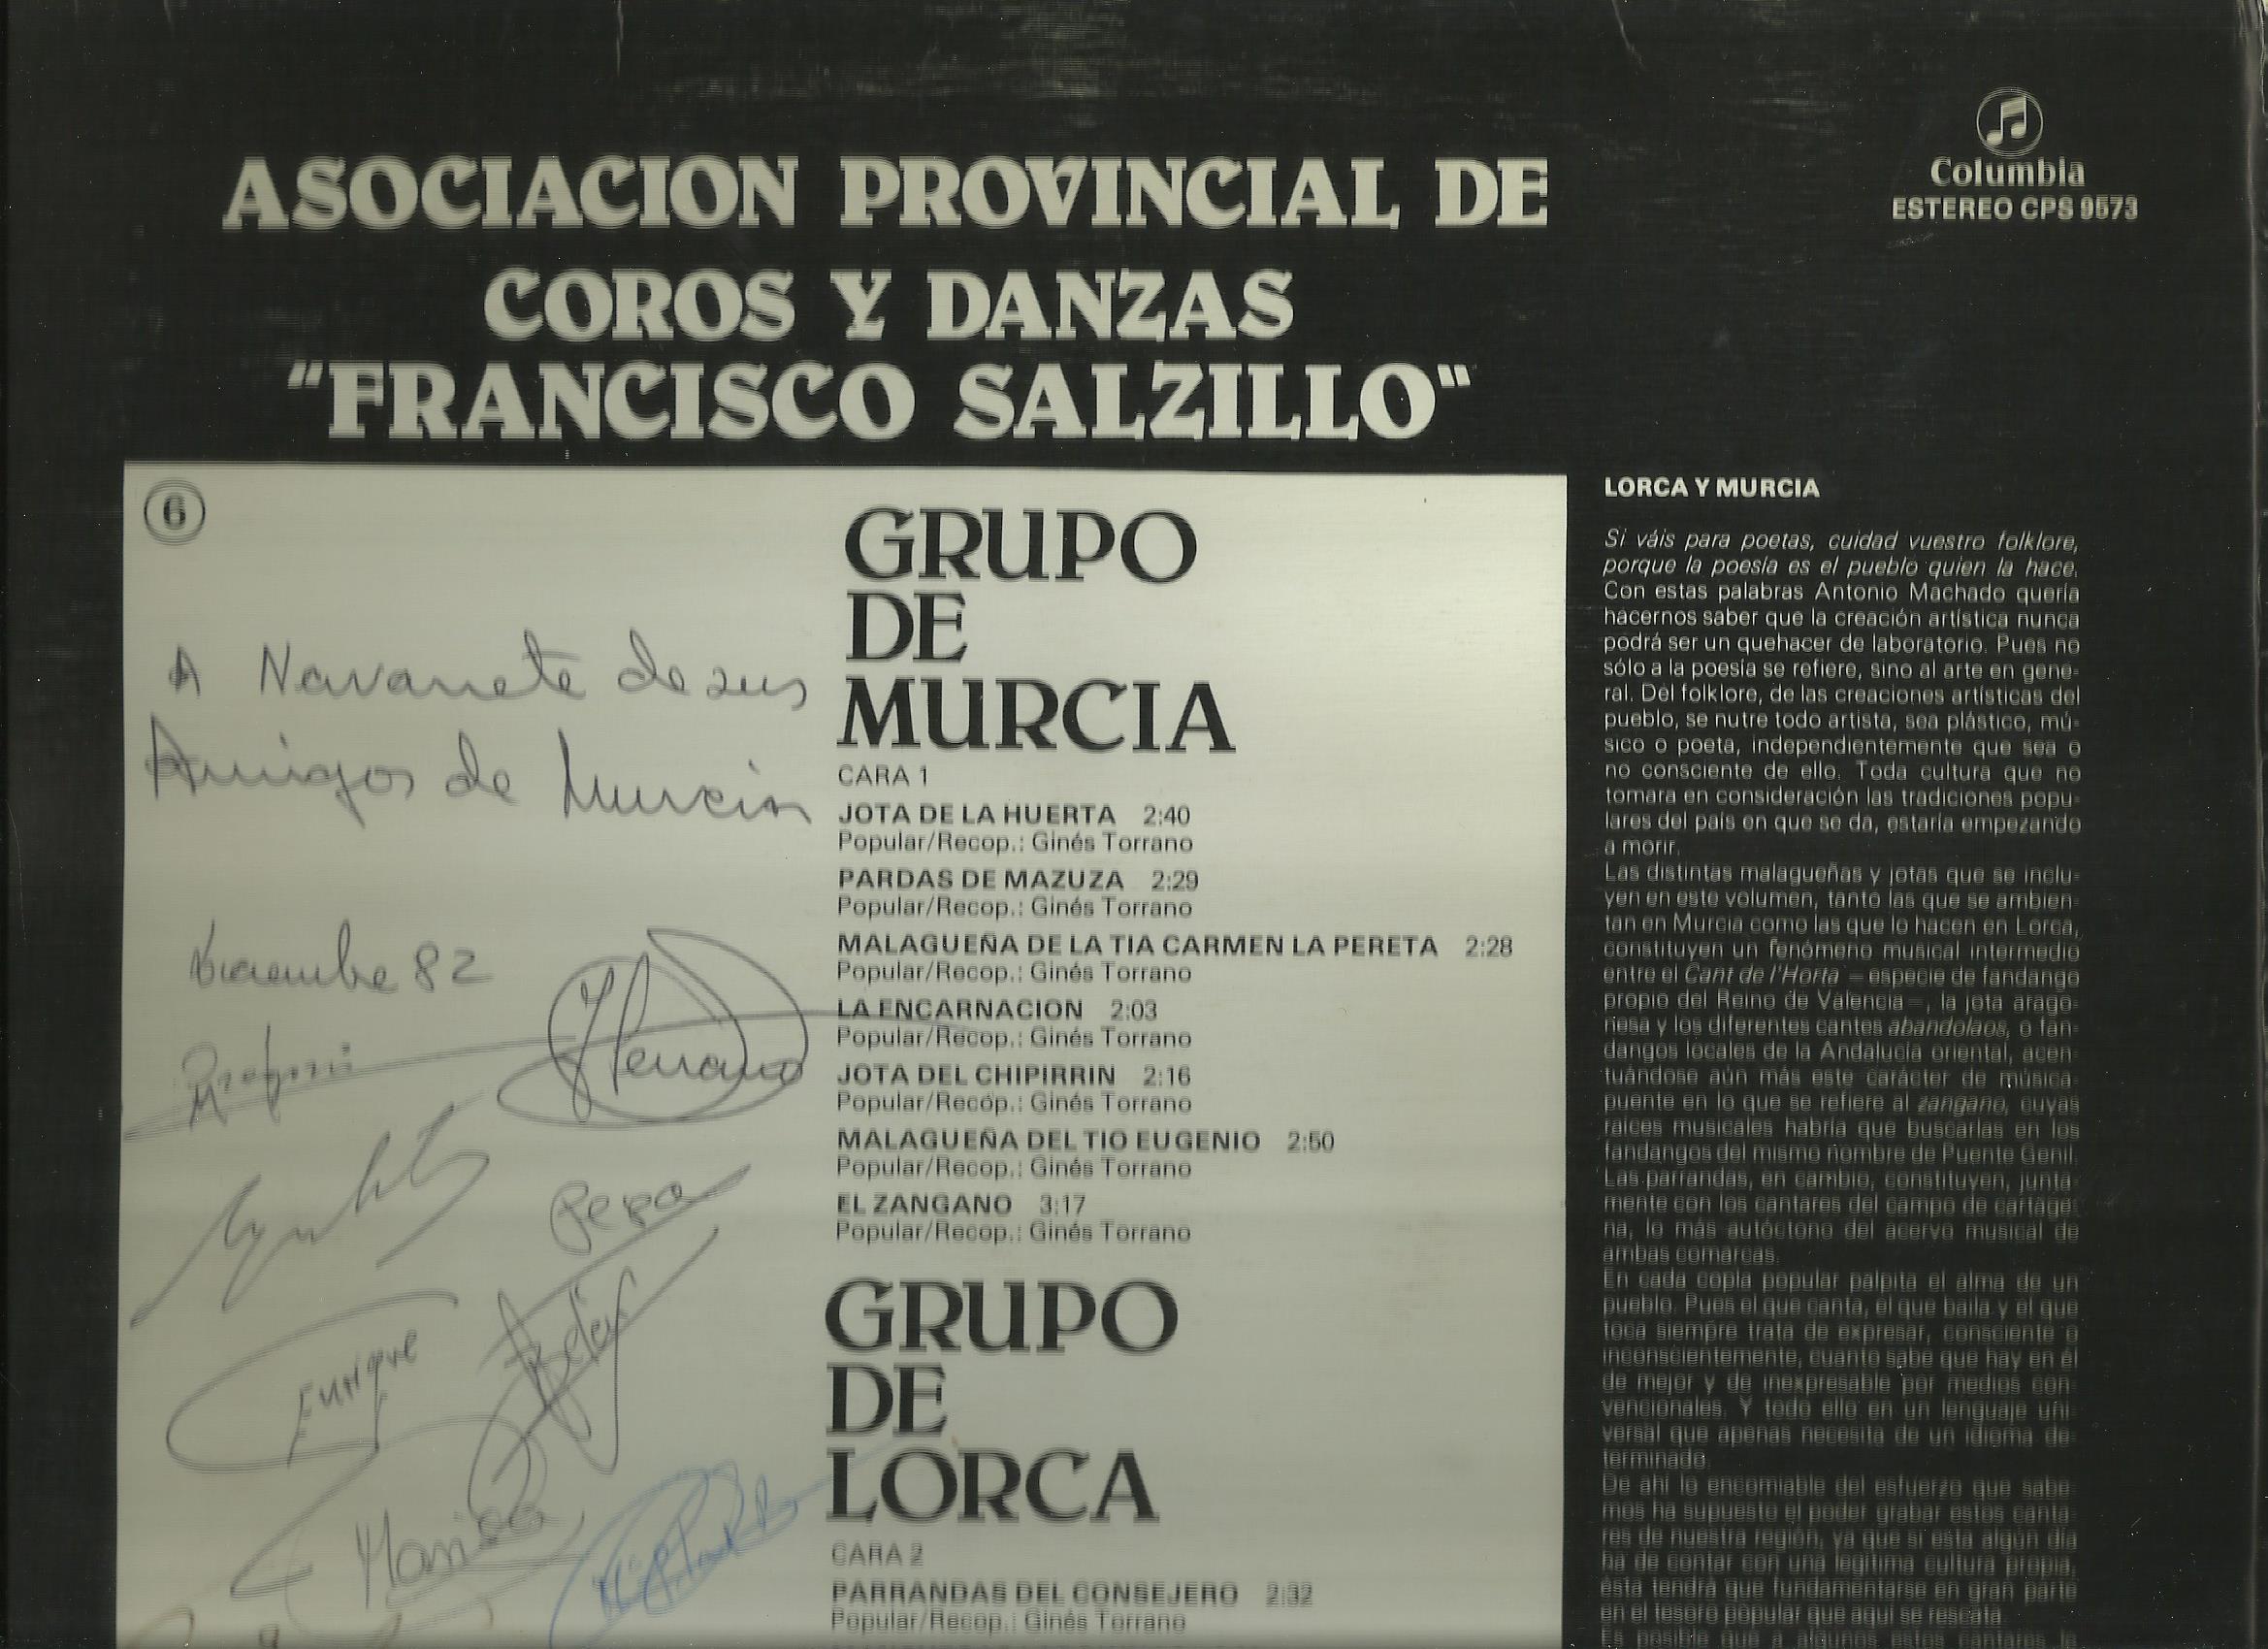 Columbia
ESTEREO CPS 9573
ASOCIACION PROVINCIAL DE
COROS Y DANZAS
"FRANCISCO SALZILLO"
6
A Navarrete de sus
Amigos de Murcia
Diciembre 82
Pepa
Enrique
Marisa
GRUPO
DE
MURCIA
CARA 1
JOTA DE LA HUERTA 2:40
Popular/Recop.: Ginés Torrano
PARDAS DE MAZUZA 2:29
Popular/Recop.: Ginés Torrano
MALAGUEÑA DE LA TIA CARMEN LA PERETA 2:28
Popular/Recop.: Ginés Torrano
LA ENCARNACION 2:03
Popular/Recop.: Ginés Torrano
JOTA DEL CHIPIRRIN 2:16
Popular/Recóp.: Ginés Torrano
MALAGUEÑA DEL TIO EUGENIO 2:50
Popular/Recop.: Ginés Torrano
EL ZANGANO 3:17
Popular/Recop.: Ginés Torrano
GRUPO
DE
LORCA
CARA 2
PARRANDAS DEL CONSEJERO 2:32
Popular/Recop.: Ginés Torrano
LORCA Y MURCIA
Si váis para poetas, cuidad vuestro folklore,
porque la poesía es el pueblo quien la hace.
Con estas palabras Antonio Machado quería
hacernos saber que la creación artística nunca
podrá ser un quehacer de laboratorio. Pues no
sólo a la poesía se refiere, sino al arte en gene-
ral. Del folklore, de las creaciones artísticas del
pueblo, se nutre todo artista, sea plástico, mú-
sico o poeta, independientemente que sea o
no consciente de ello. Toda cultura que no
tomara en consideración las tradiciones popu-
lares del país en que se da, estaría empezando
a morir.
Las distintas malagueñas y jotas que se inclu-
yen en este volumen, tanto las que se ambien-
tan en Murcia como las que lo hacen en Lorca,
constituyen un fenómeno musical intermedio
entre el Cant de l'Horta —especie de fandango
propio del Reino de Valencia—, la jota arago-
nesa y los diferentes cantes abandolaos, o fan-
dangos locales de la Andalucía oriental, acen-
tuándose aún más este carácter de música
puente en lo que se refiere al zangano, cuyas
raíces musicales habría que buscarlas en los
fandangos del mismo nombre de Puente Genil.
Las parrandas, en cambio, constituyen, junta-
mente con los cantares del campo de cartage-
na, lo más autóctono del acervo musical de
ambas comarcas.
En cada copla popular palpita el alma de un
pueblo. Pues el que canta, el que baila y el que
toca siempre trata de expresar, consciente o
inconscientemente, cuanto sabe que hay en él
de mejor y de inexpresable por medios con-
vencionales. Y todo ello en un lenguaje uni-
versal que apenas necesita de un idioma de-
terminado.
De ahí lo encomiable del esfuerzo que sabe-
mos ha supuesto el poder grabar estos canta-
res de nuestra región, ya que si esta algún día
ha de contar con una legítima cultura propia,
ésta tendrá que fundamentarse en gran parte
en el tesoro popular que aquí se rescata.
Es posible que a algunos estos cantares le